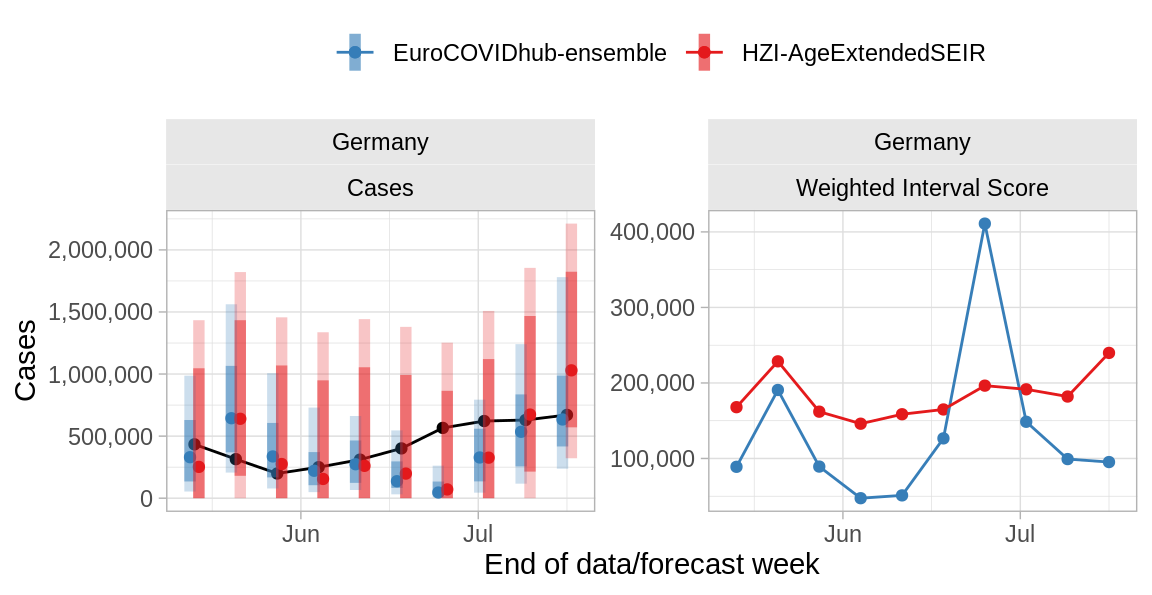 EuroCOVIDhub-ensemble HZI-AgeExtendedSEIR
Germany
Cases
2,000,000
1,500,000
1,000,000
500,000
0
Cases
Jun Jul
Germany
Weighted Interval Score
400,000
300,000
200,000
100,000
Jun Jul
End of data/forecast week